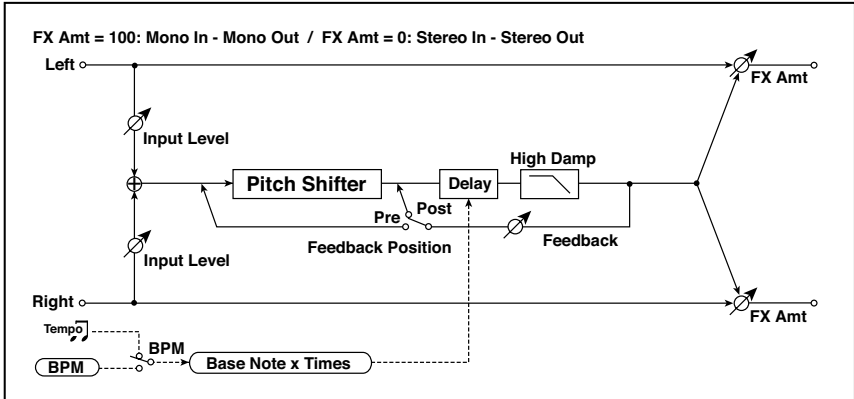 FX Amt = 100: Mono In - Mono Out / FX Amt = 0: Stereo In - Stereo Out
Left
FX Amt
Input Level
High Damp
Pitch Shifter
Delay
Post
Pre
Feedback Position
Feedback
Input Level
Right
FX Amt
Tempo
BPM
BPM
Base Note x Times